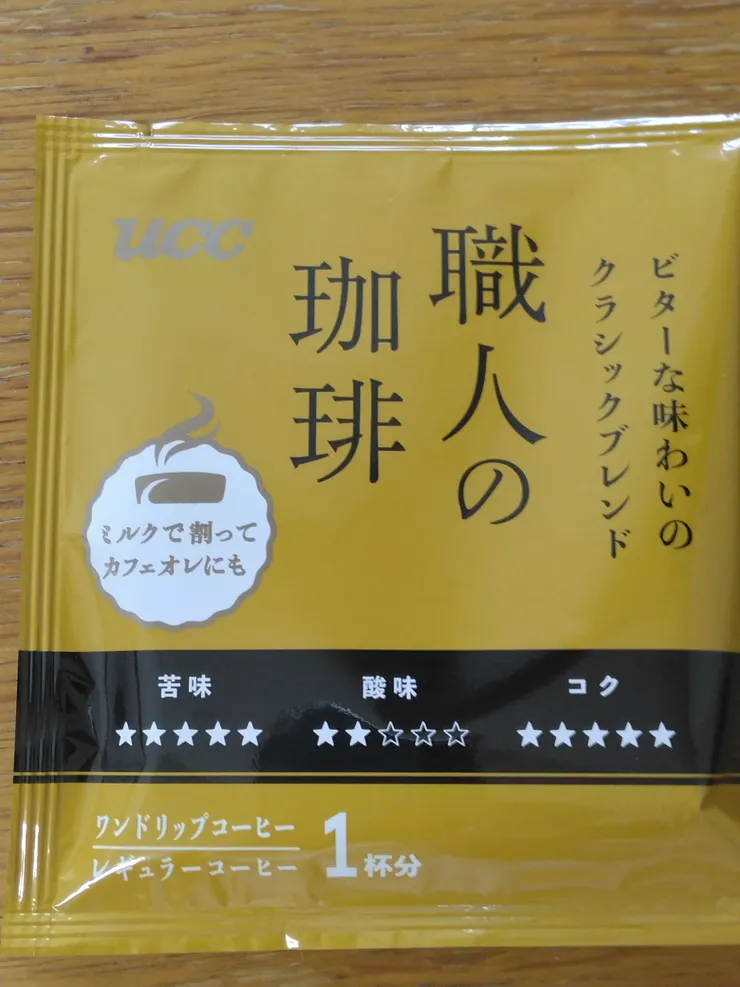 ucc
ビターな味わいの
クラシックブレンド
職人の
珈琲
ミルクで割って
カフェオレにも
苦味
酸味
コク
★★★★★
★★☆☆☆
★★★★★
ワンドリップコーヒー
レギュラーコーヒー
1杯分